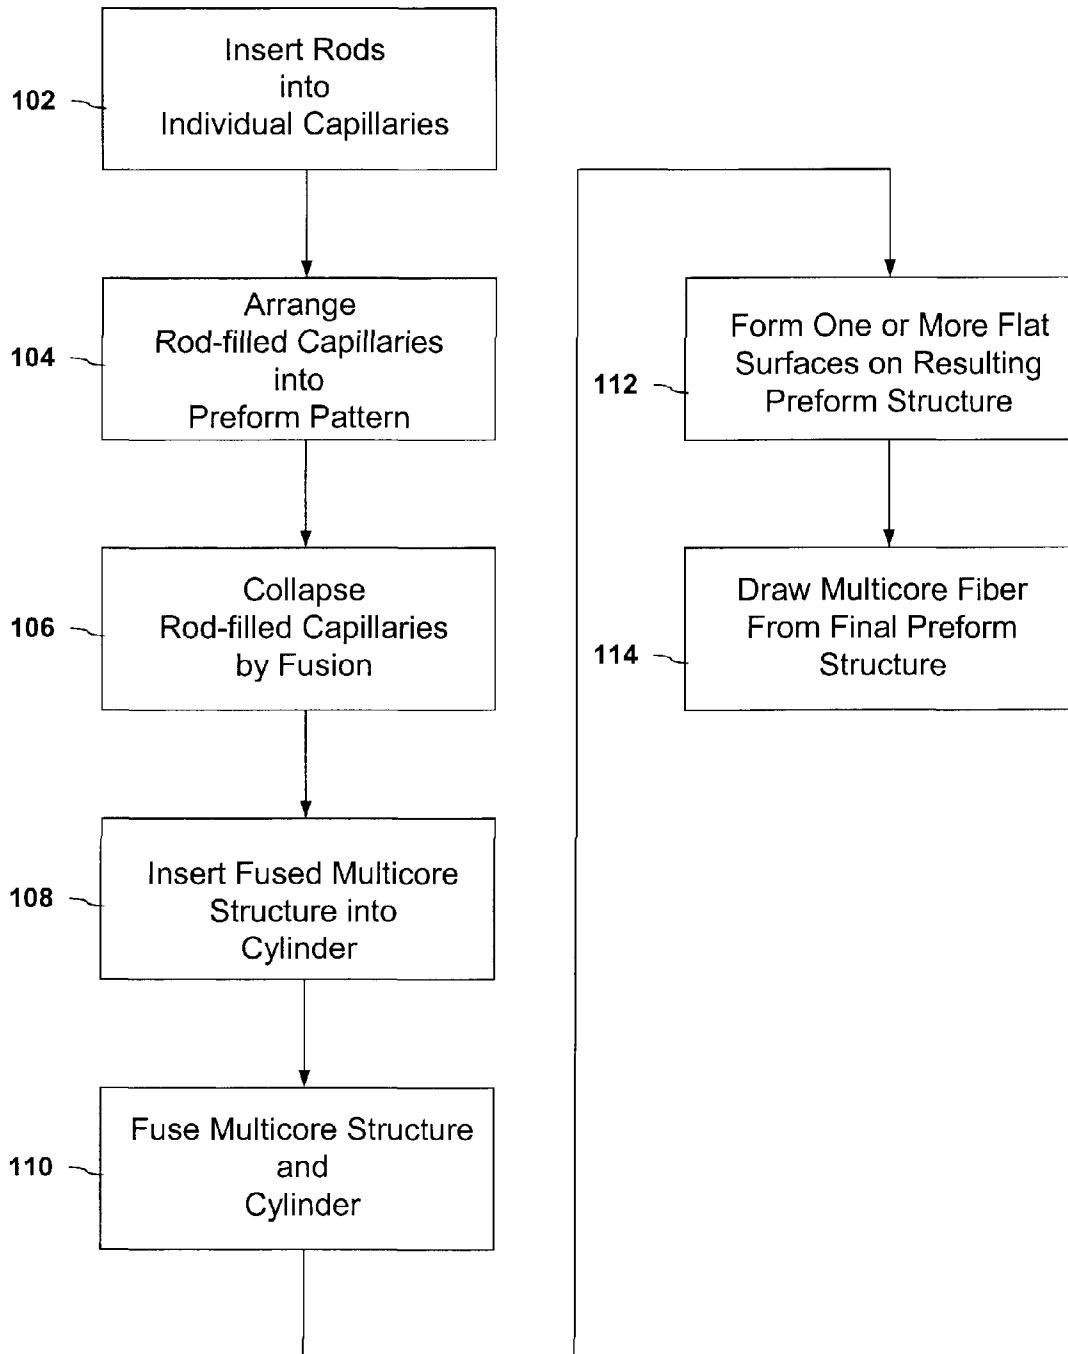 Insert Rods
into
Individual Capillaries
102
Arrange
Rod-filled Capillaries
into
Preform Pattern
104
Collapse
Rod-filled Capillaries
by Fusion
106
Insert Fused Multicore
Structure into
Cylinder
108
Fuse Multicore Structure
and
Cylinder
110
Form One or More Flat
Surfaces on Resulting
Preform Structure
112
Draw Multicore Fiber
From Final Preform
Structure
114